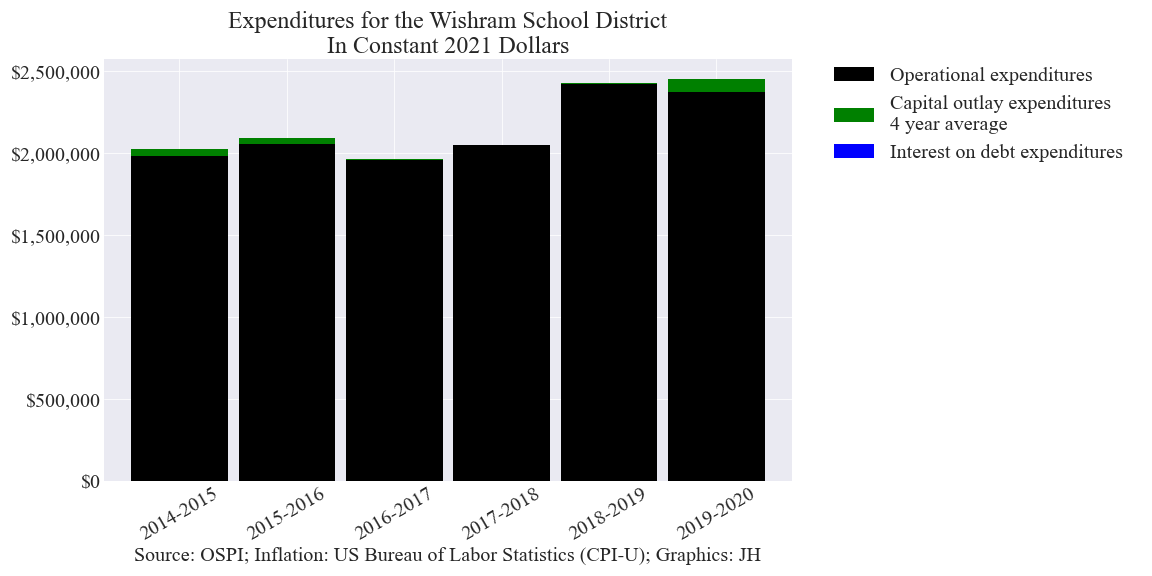 Expenditures for the Wishram School District
In Constant 2021 Dollars
$2,500,000
$2,000,000
$1,500,000
$1,000,000
$500,000
$0
2014-2015
2015-2016
2016-2017
2017-2018
2018-2019
2019-2020
Source: OSPI; Inflation: US Bureau of Labor Statistics (CPI-U); Graphics: JH
Operational expenditures
Capital outlay expenditures
4 year average
Interest on debt expenditures